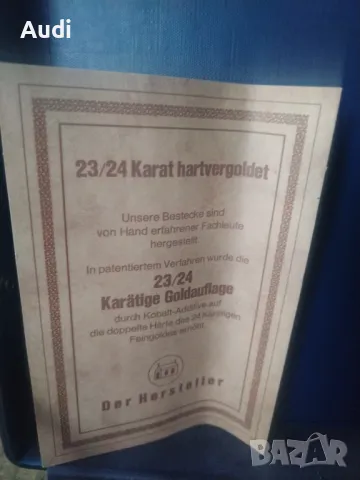 Audi
23/24 Karat hartvergoldet
Unsere Bestecke sind
von Hand erfahrener Fachleute
hergestellt
In patentiertem Verfahren wurde die
23/24
Karätige Goldauflage
durch Kobalt-Additive auf
die doppelte Härte des 24 karätigen
Feingoldes erhöht.
Der Hersteller
BAZAR